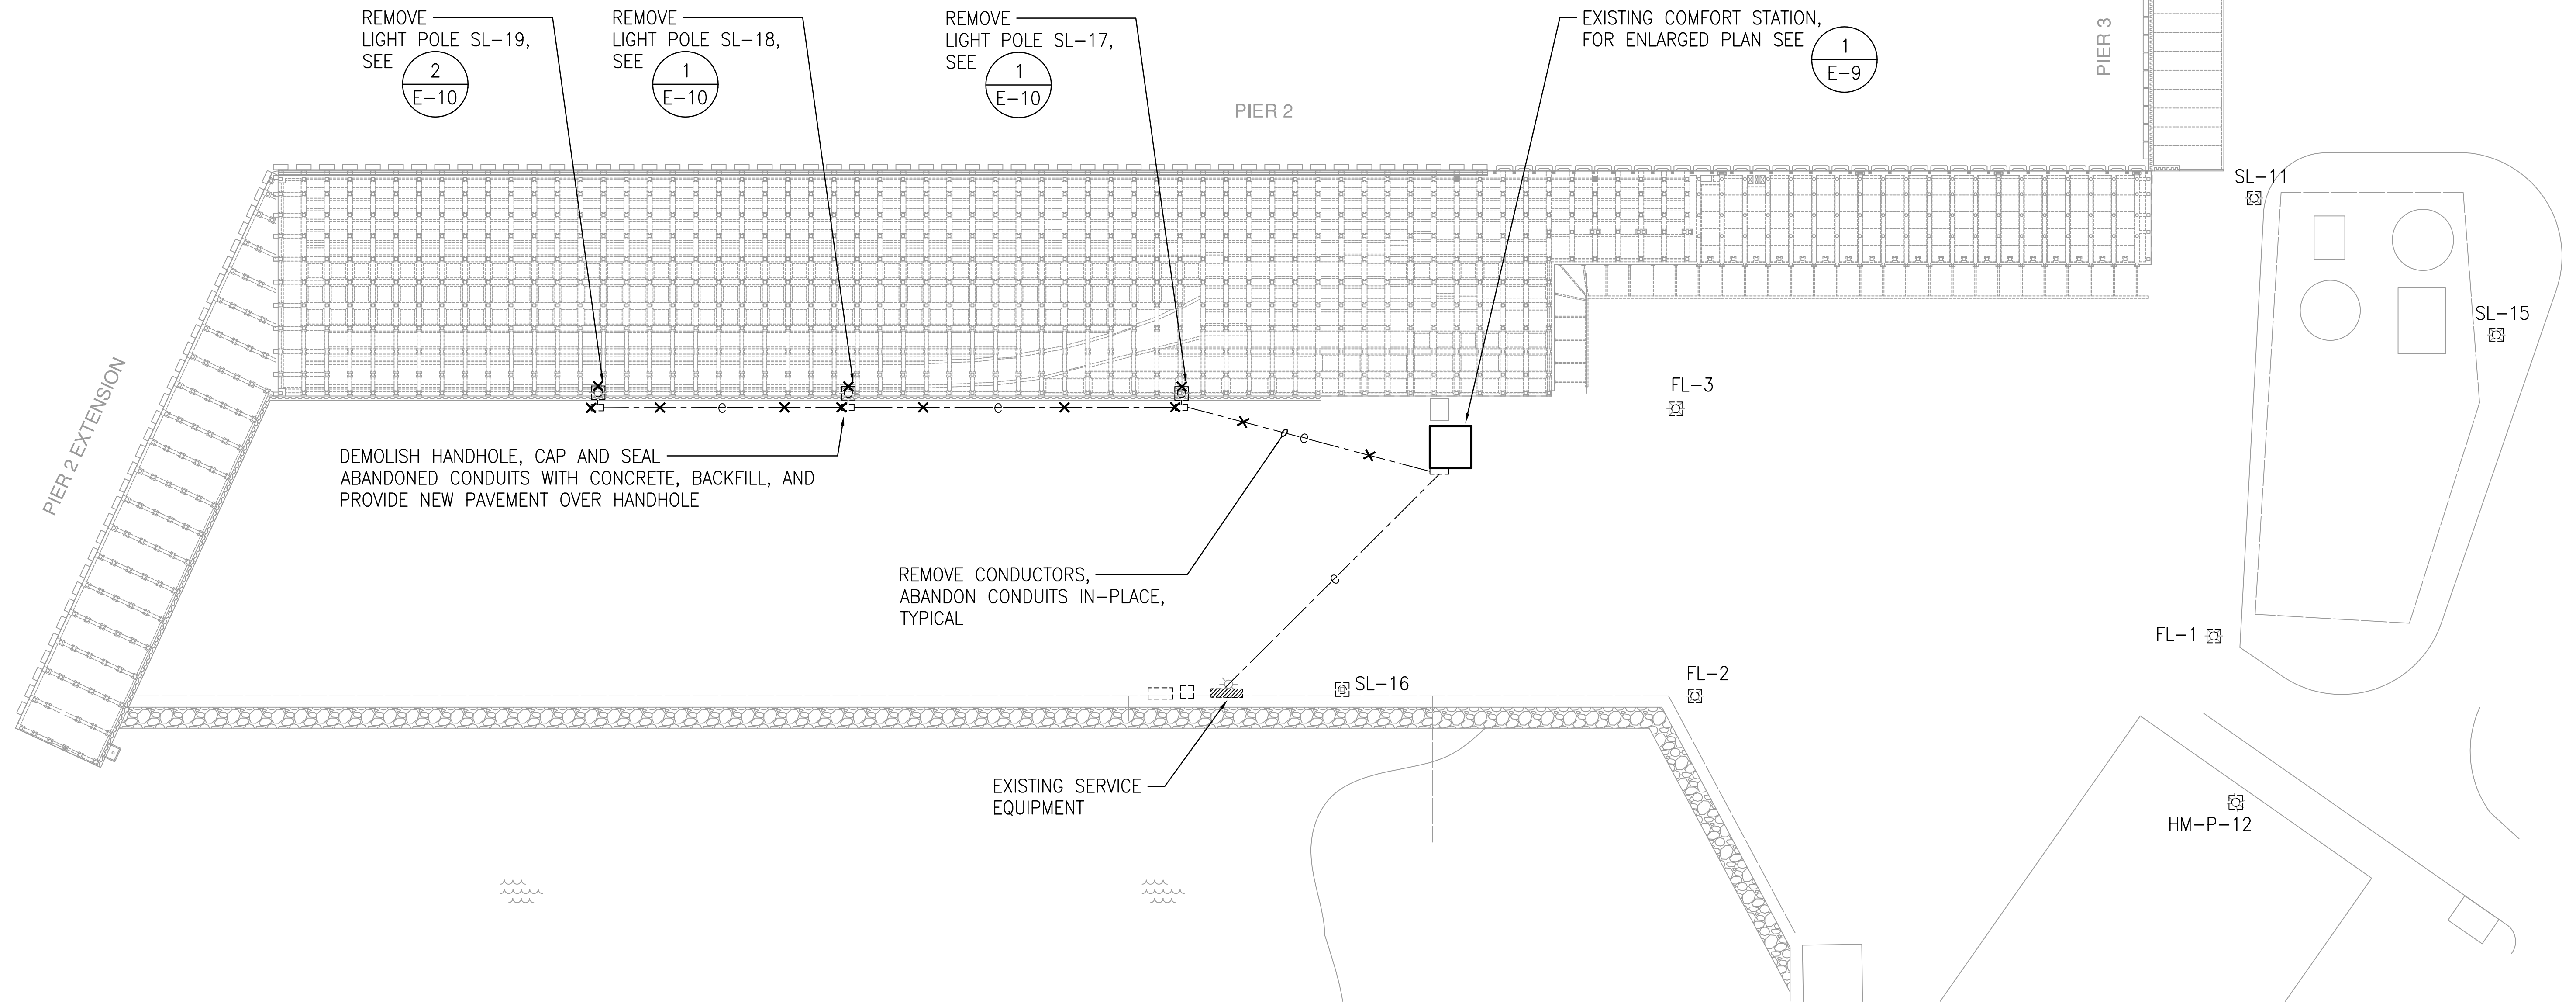 REMOVE
LIGHT POLE SL-19,
SEE
2
E-10
REMOVE
LIGHT POLE SL-18,
SEE
1
E-10
REMOVE
LIGHT POLE SL-17,
SEE
1
E-10
EXISTING COMFORT STATION,
FOR ENLARGED PLAN SEE
1
E-9
PIER 3
PIER 2
SL-11
SL-15
FL-3
PIER 2 EXTENSION
e
e
e
DEMOLISH HANDHOLE, CAP AND SEAL
ABANDONED CONDUITS WITH CONCRETE, BACKFILL, AND
PROVIDE NEW PAVEMENT OVER HANDHOLE
REMOVE CONDUCTORS,
ABANDON CONDUITS IN-PLACE,
TYPICAL
e
FL-1
SL-16
FL-2
EXISTING SERVICE
EQUIPMENT
HM-P-12